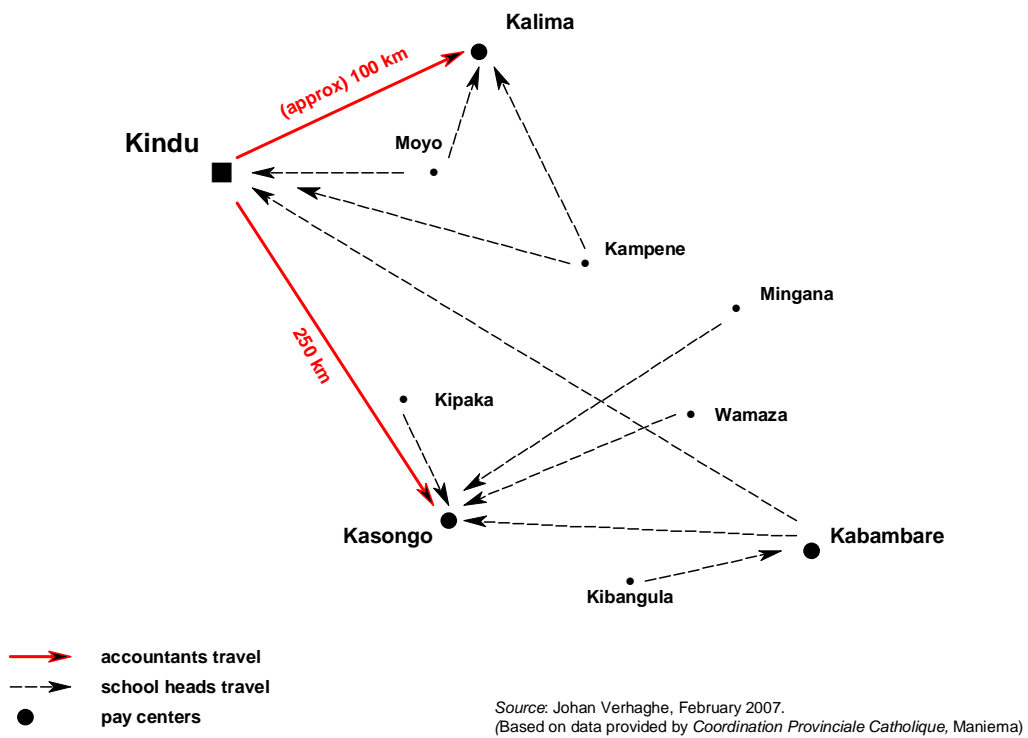 Kalima
(approx) 100 km
Kindu
Moyo
Kampene
Mingana
250 km
Kipaka
Wamaza
Kasongo
Kabambare
Kibangula
accountants travel
school heads travel
pay centers
Source: Johan Verhaghe, February 2007.
(Based on data provided by Coordination Provinciale Catholique, Maniema)